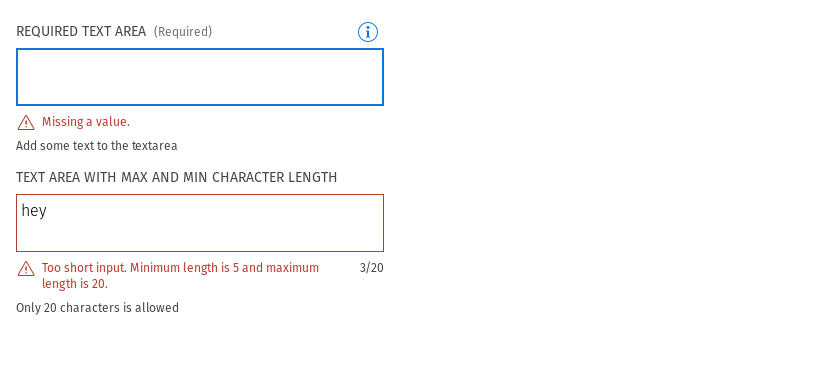 REQUIRED TEXT AREA (Required)
Missing a value.
Add some text to the textarea
TEXT AREA WITH MAX AND MIN CHARACTER LENGTH
hey
Too short input. Minimum length is 5 and maximum 3/20
length is 20.
Only 20 characters is allowed